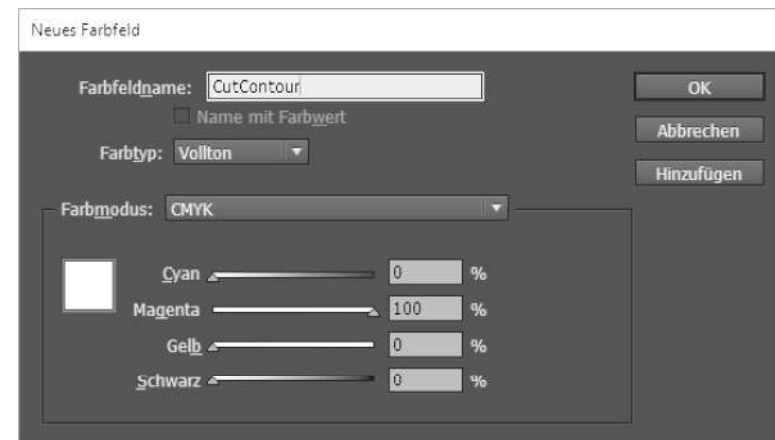 Neues Farbfeld
Farbfeldname: CutContour
Name mit Farbwert
Farbtyp: Vollton
Farbmodus: CMYK
Cyan 0 %
Magenta 100 %
Gelb 0 %
Schwarz 0 %
OK
Abbrechen
Hinzufügen